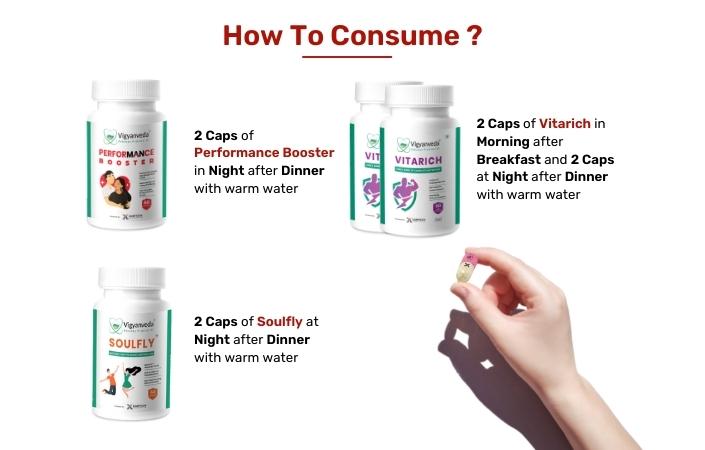 How To Consume ?
Vigyanveda
PERFORMANCE
BOOSTER
2 Caps of
Performance Booster
in Night after Dinner
with warm water
VIT
Vigyanveda
VITARICH
2 Caps of Vitarich in
Morning after
Breakfast and 2 Caps
at Night after Dinner
with warm water
Vigyanveda
SOULFLY
2 Caps of Soulfly at
Night after Dinner
with warm water